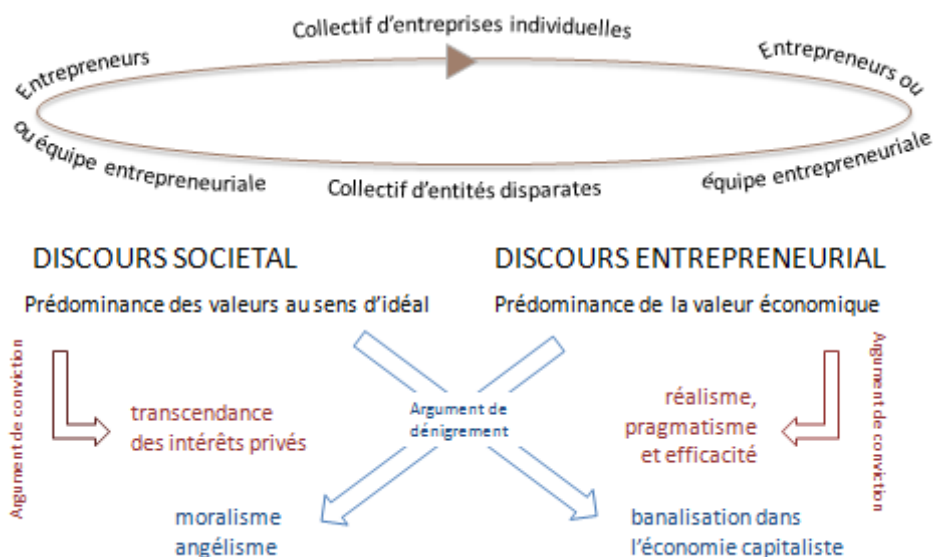 Collectif d'entreprises individuelles
Entrepreneurs
ou équipe entrepreneuriale
Entrepreneurs ou
équipe entrepreneuriale
Collectif d'entités disparates
DISCOURS SOCIETAL
Prédominance des valeurs au sens d'idéal
DISCOURS ENTREPRENEURIAL
Prédominance de la valeur économique
Argument de conviction
transcendance
des intérêts privés
Argument de
dénigrement
réalisme,
pragmatisme
et efficacité
Argument de conviction
moralisme
angélisme
banalisation dans
l'économie capitaliste